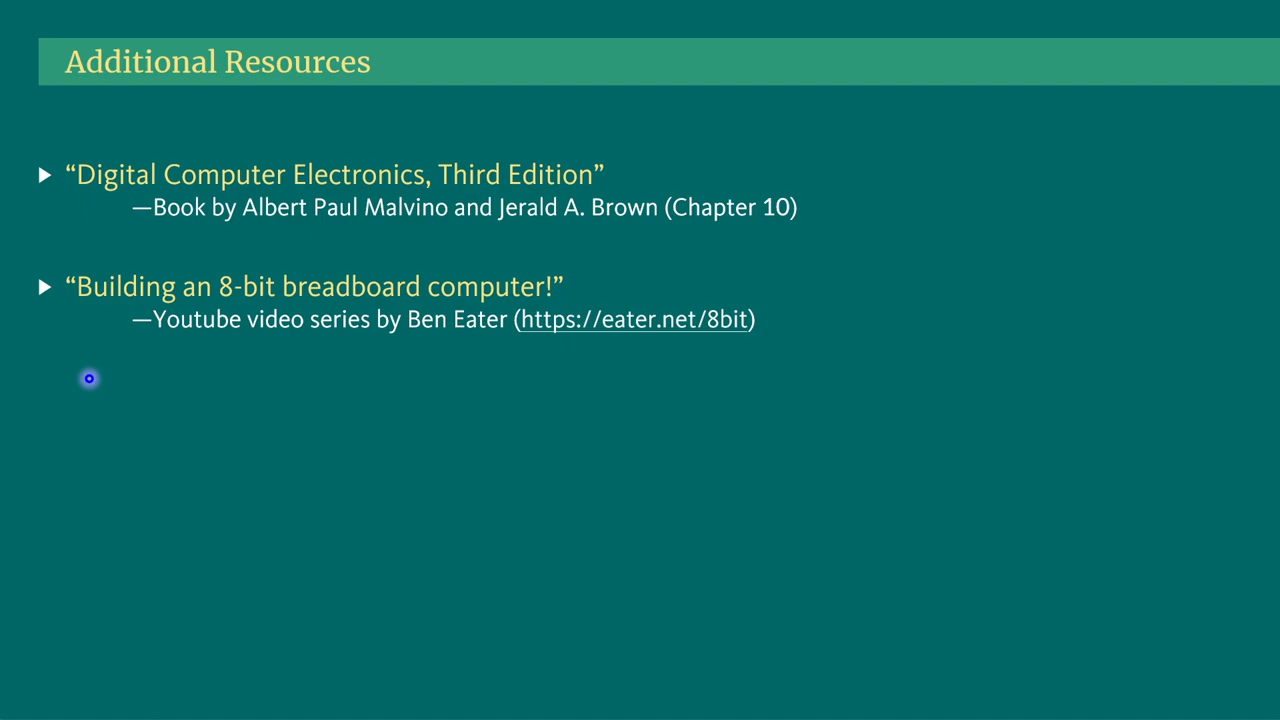 Additional Resources
“Digital Computer Electronics, Third Edition”
—Book by Albert Paul Malvino and Jerald A. Brown (Chapter 10)
“Building an 8-bit breadboard computer!”
—Youtube video series by Ben Eater (https://eater.net/8bit)